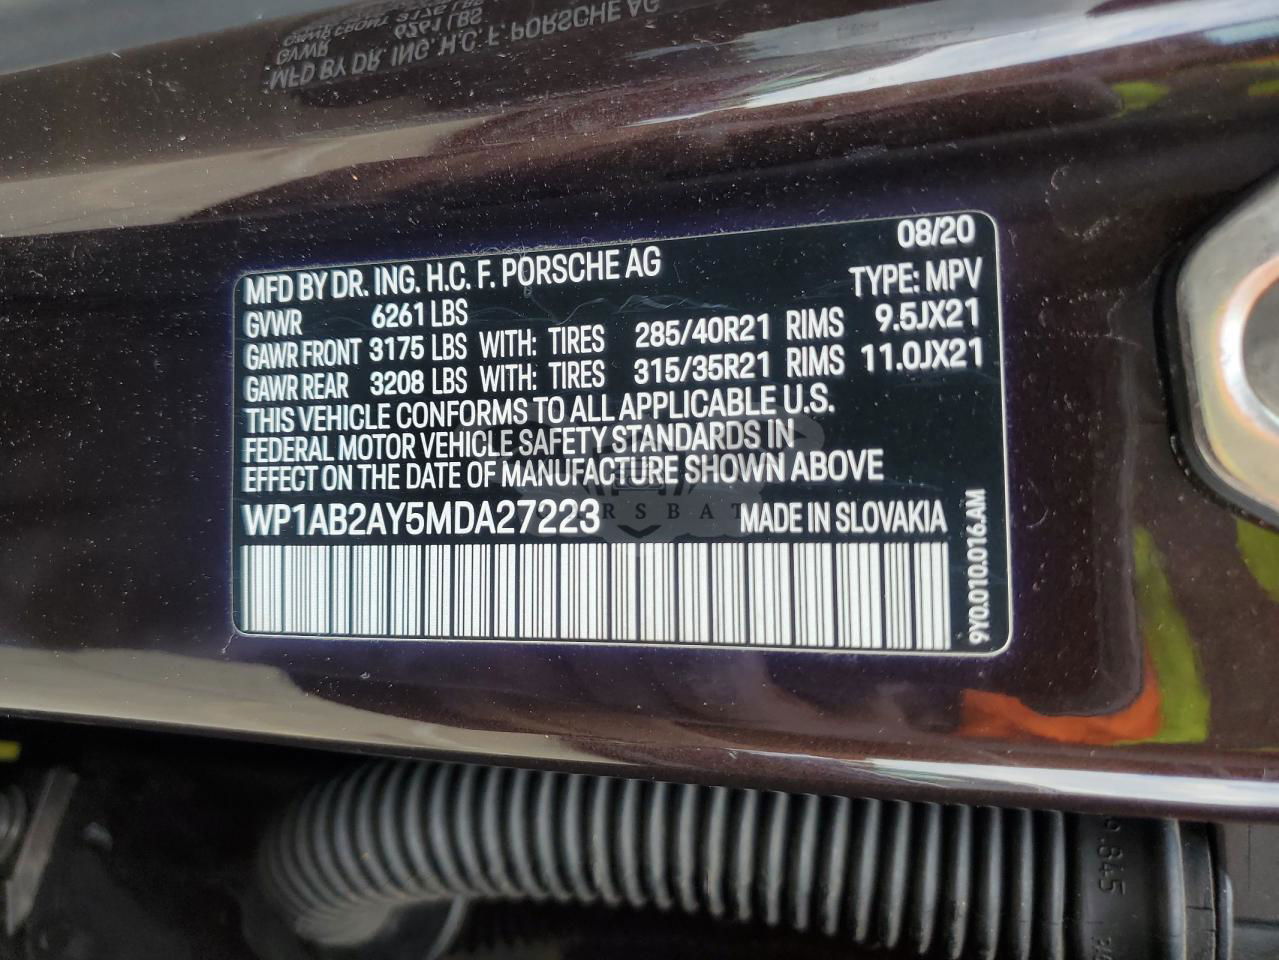 08/20
MFD BY DR. ING. H.C. F. PORSCHE AG TYPE: MPV
GVWR 6261 LBS
GAWR FRONT 3175 LBS WITH: TIRES 285/40R21 RIMS 9.5JX21
GAWR REAR 3208 LBS WITH: TIRES 315/35R21 RIMS 11.0JX21
THIS VEHICLE CONFORMS TO ALL APPLICABLE U.S.
FEDERAL MOTOR VEHICLE SAFETY STANDARDS IN
EFFECT ON THE DATE OF MANUFACTURE SHOWN ABOVE
WP1AB2AY5MDA27223 MADE IN SLOVAKIA
9Y0.010.016.AM